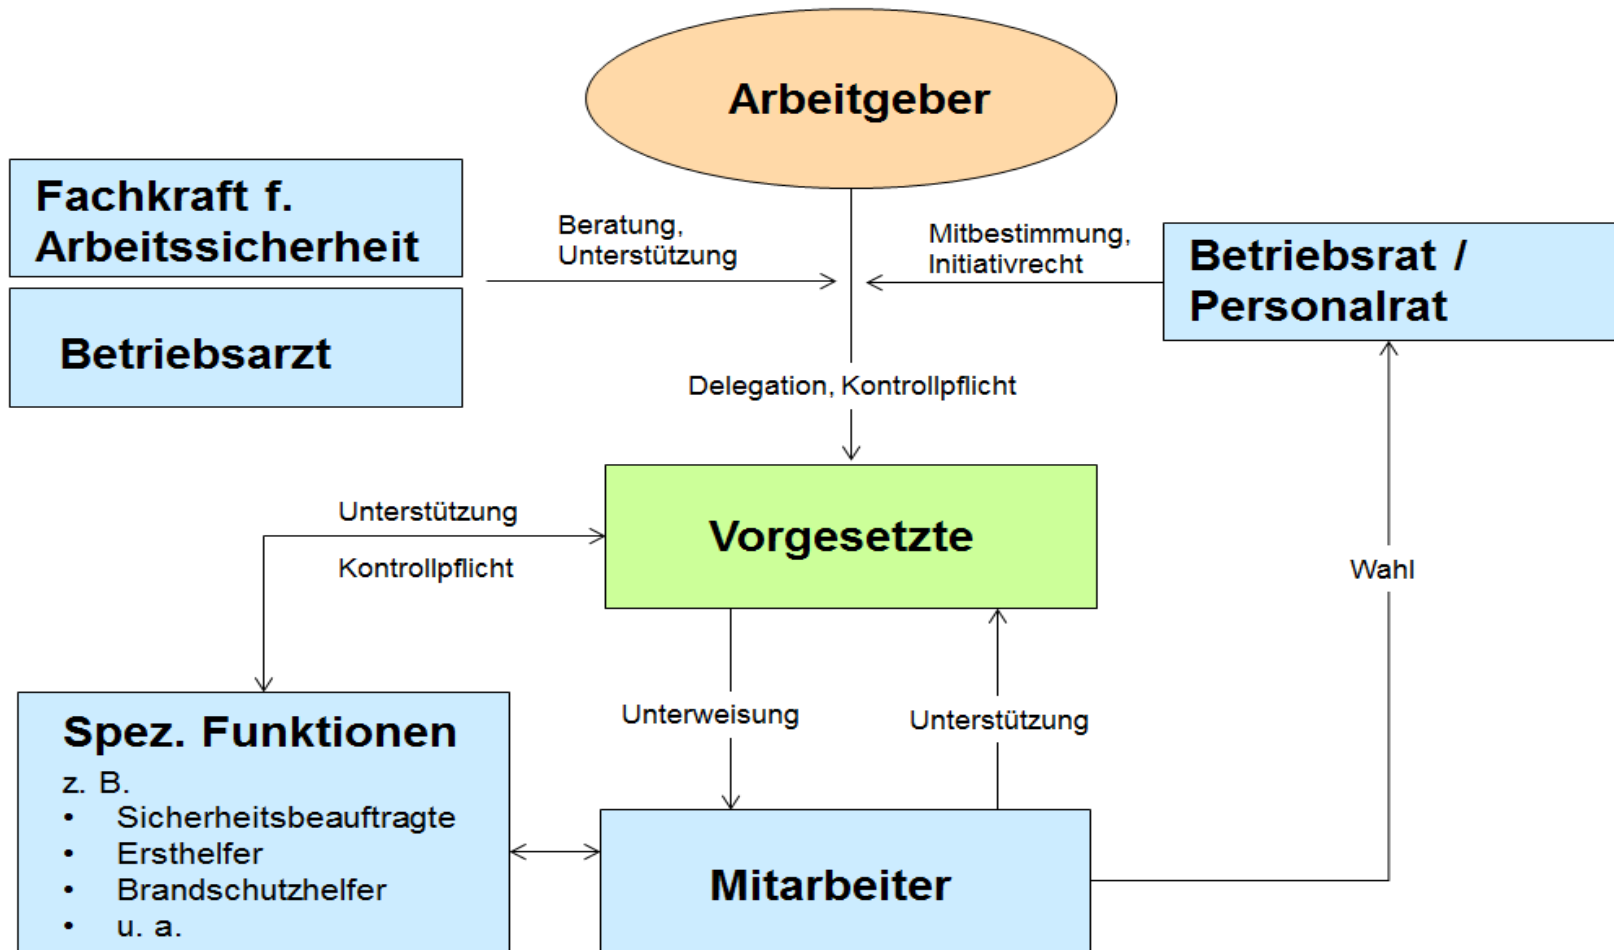 Arbeitgeber
Fachkraft f.
Arbeitssicherheit
Betriebsarzt
Beratung,
Unterstützung
Mitbestimmung,
Initiativrecht
Betriebsrat /
Personalrat
Delegation, Kontrollpflicht
Vorgesetzte
Unterstützung
Kontrollpflicht
Wahl
Unterweisung
Unterstützung
Spez. Funktionen
z. B.
• Sicherheitsbeauftragte
• Ersthelfer
• Brandschutzhelfer
• u. a.
Mitarbeiter